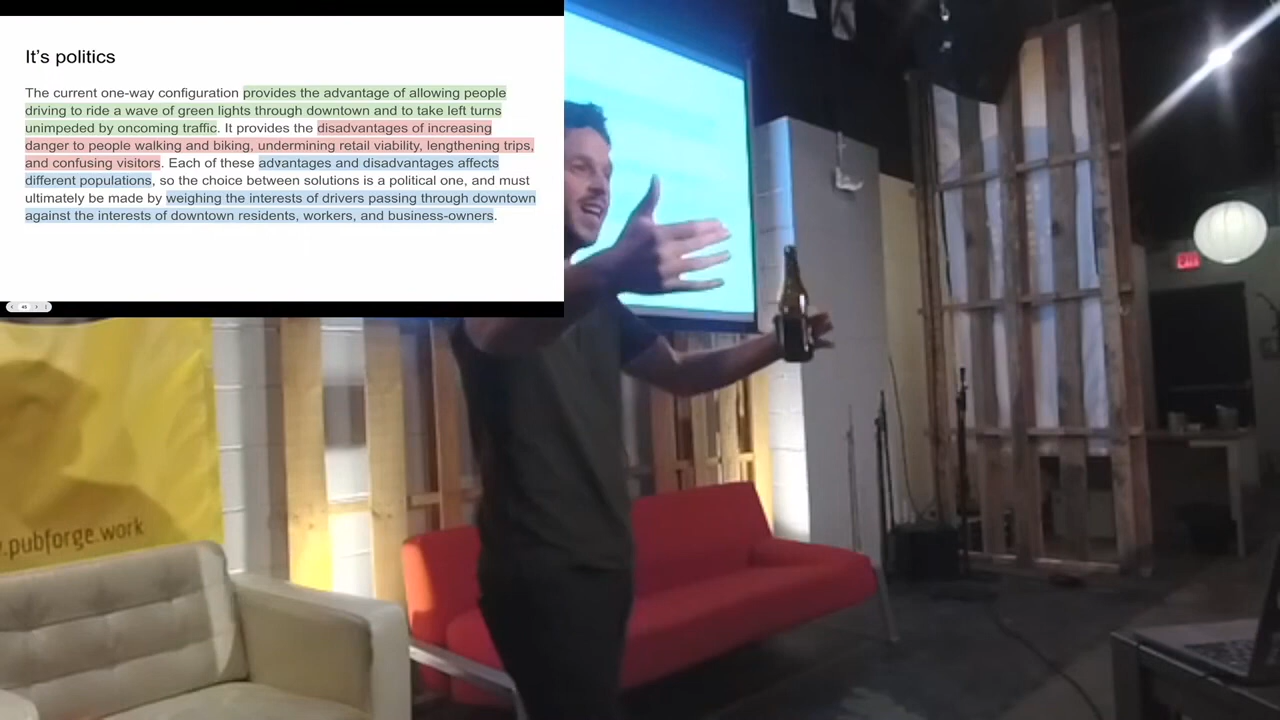 It's politics
The current one-way configuration provides the advantage of allowing people
driving to ride a wave of green lights through downtown and to take left turns
unimpeded by oncoming traffic. It provides the disadvantages of increasing
danger to people walking and biking, undermining retail viability, lengthening trips,
and confusing visitors. Each of these advantages and disadvantages affects
different populations, so the choice between solutions is a political one, and must
ultimately be made by weighing the interests of drivers passing through downtown
against the interests of downtown residents, workers, and business-owners.
.pubforge.work
EXIT